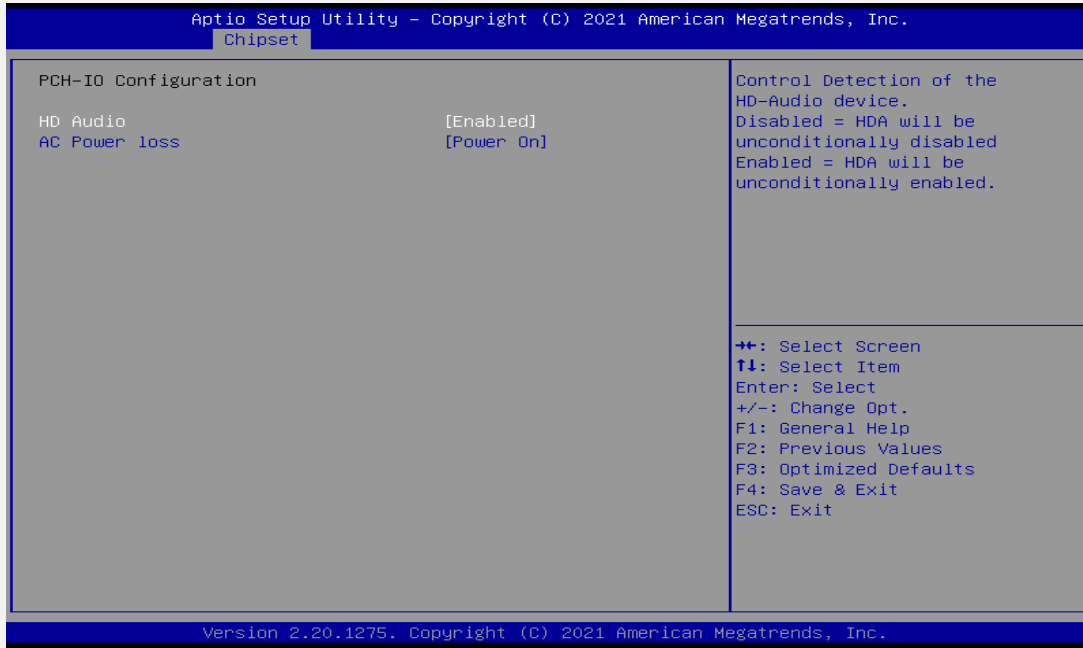 Aptio Setup Utility – Copyright (C) 2021 American Megatrends, Inc.
Chipset
PCH-IO Configuration
HD Audio [Enabled]
AC Power loss [Power On]
Control Detection of the
HD-Audio device.
Disabled = HDA will be
unconditionally disabled
Enabled = HDA will be
unconditionally enabled.
→←: Select Screen
↑↓: Select Item
Enter: Select
+/-: Change Opt.
F1: General Help
F2: Previous Values
F3: Optimized Defaults
F4: Save & Exit
ESC: Exit
Version 2.20.1275. Copyright (C) 2021 American Megatrends, Inc.